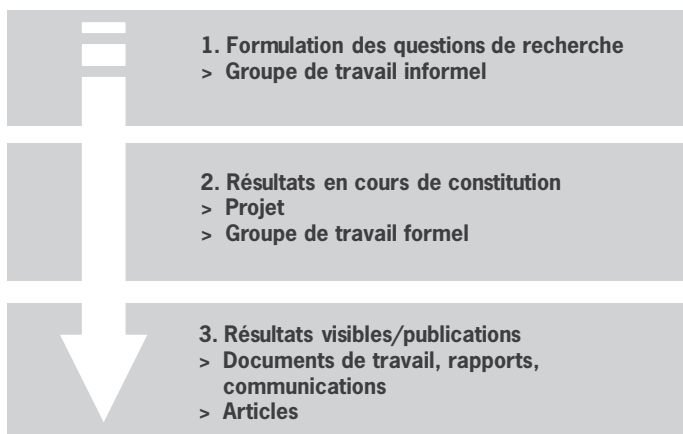 1. Formulation des questions de recherche
> Groupe de travail informel
2. Résultats en cours de constitution
> Projet
> Groupe de travail formel
3. Résultats visibles/publications
> Documents de travail, rapports,
communications
> Articles